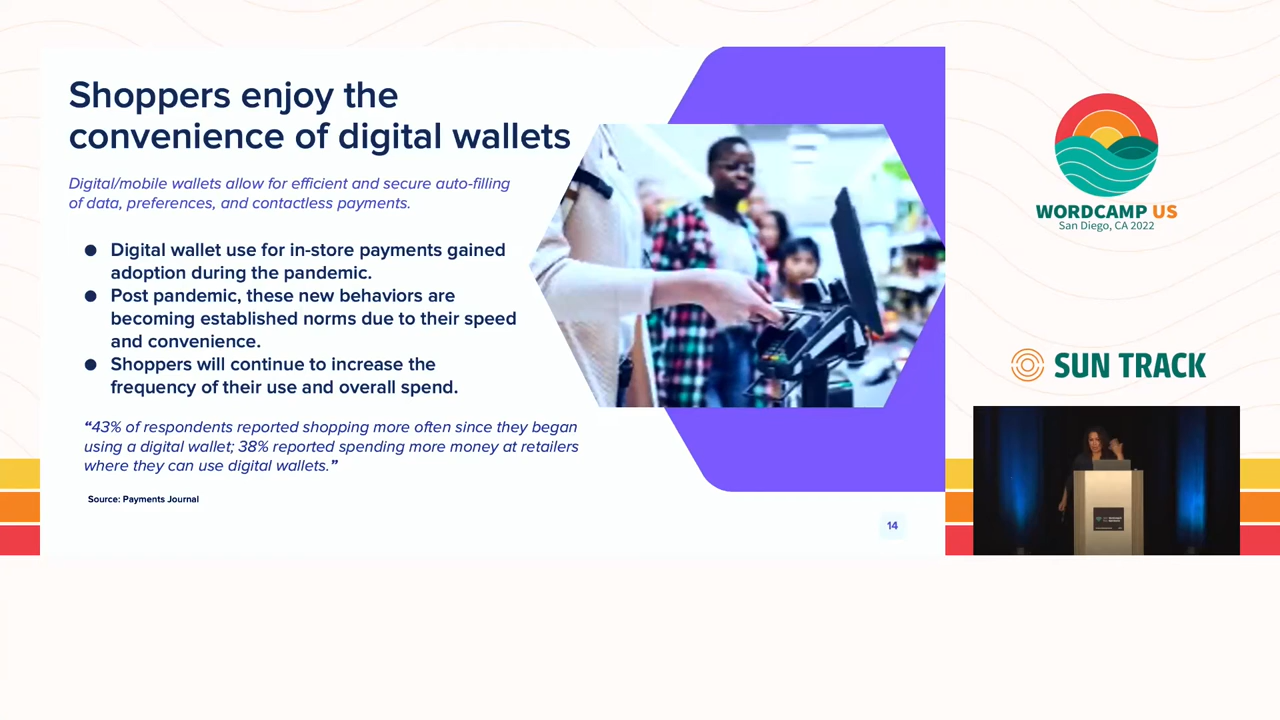 Shoppers enjoy the
convenience of digital wallets
Digital/mobile wallets allow for efficient and secure auto-filling
of data, preferences, and contactless payments.
● Digital wallet use for in-store payments gained
adoption during the pandemic.
● Post pandemic, these new behaviors are
becoming established norms due to their speed
and convenience.
● Shoppers will continue to increase the
frequency of their use and overall spend.
“43% of respondents reported shopping more often since they began
using a digital wallet; 38% reported spending more money at retailers
where they can use digital wallets.”
Source: Payments Journal
14
WORDCAMP US
San Diego, CA 2022
SUN TRACK